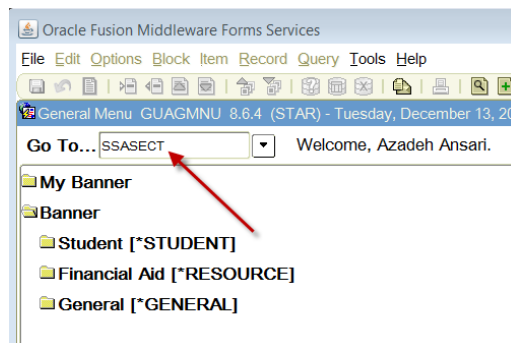 Oracle Fusion Middleware Forms Services
File Edit Options Block Item Record Query Tools Help
General Menu GUAGMNU 8.6.4 (STAR) - Tuesday, December 13, 20
Go To... SSASECT Welcome, Azadeh Ansari.
My Banner
Banner
Student [*STUDENT]
Financial Aid [*RESOURCE]
General [*GENERAL]